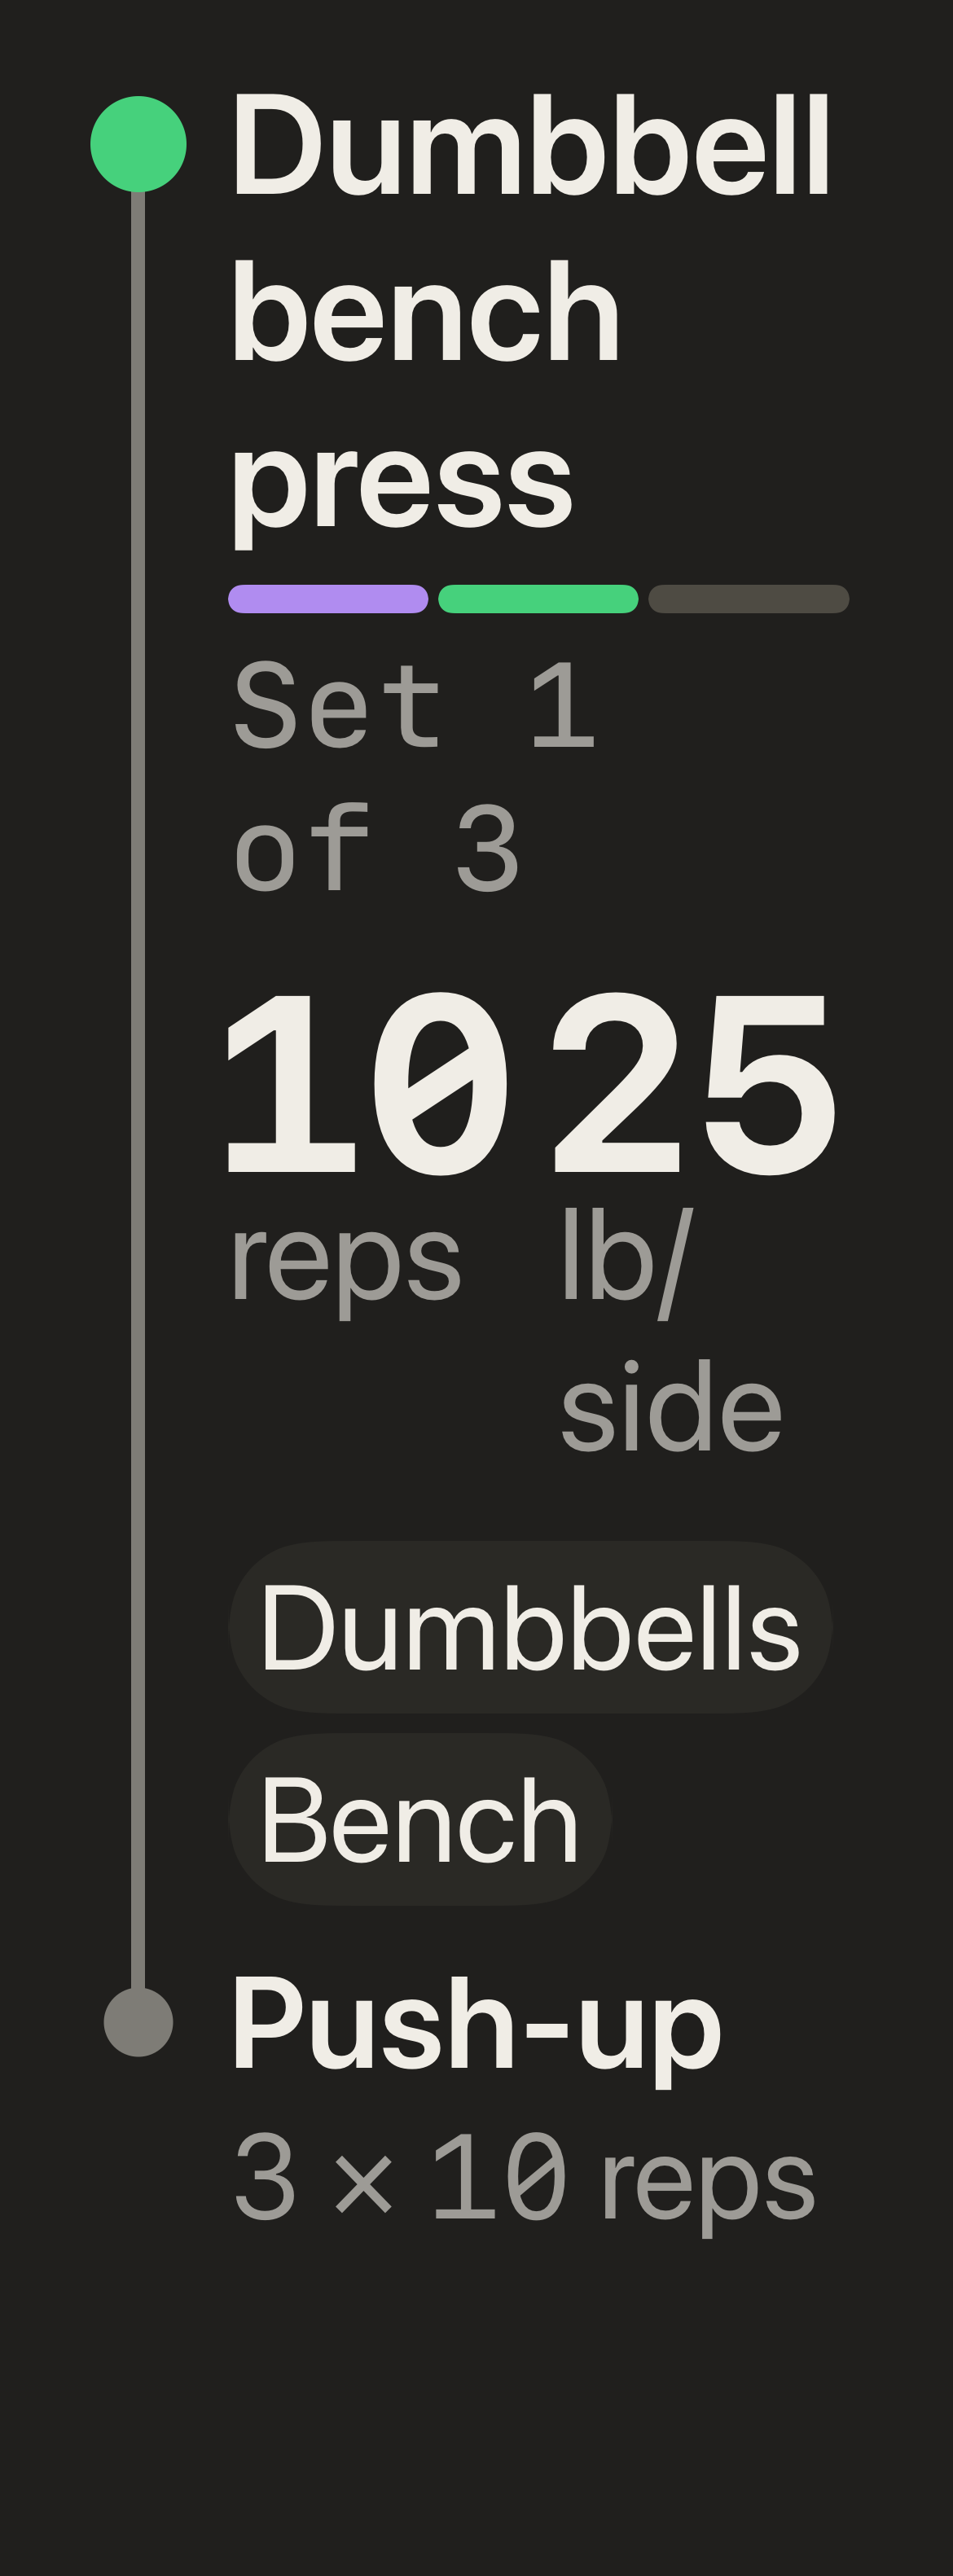 Dumbbell
bench
press
Set 1
of 3
10 25
reps lb/
side
Dumbbells
Bench
Push-up
3 × 10 reps